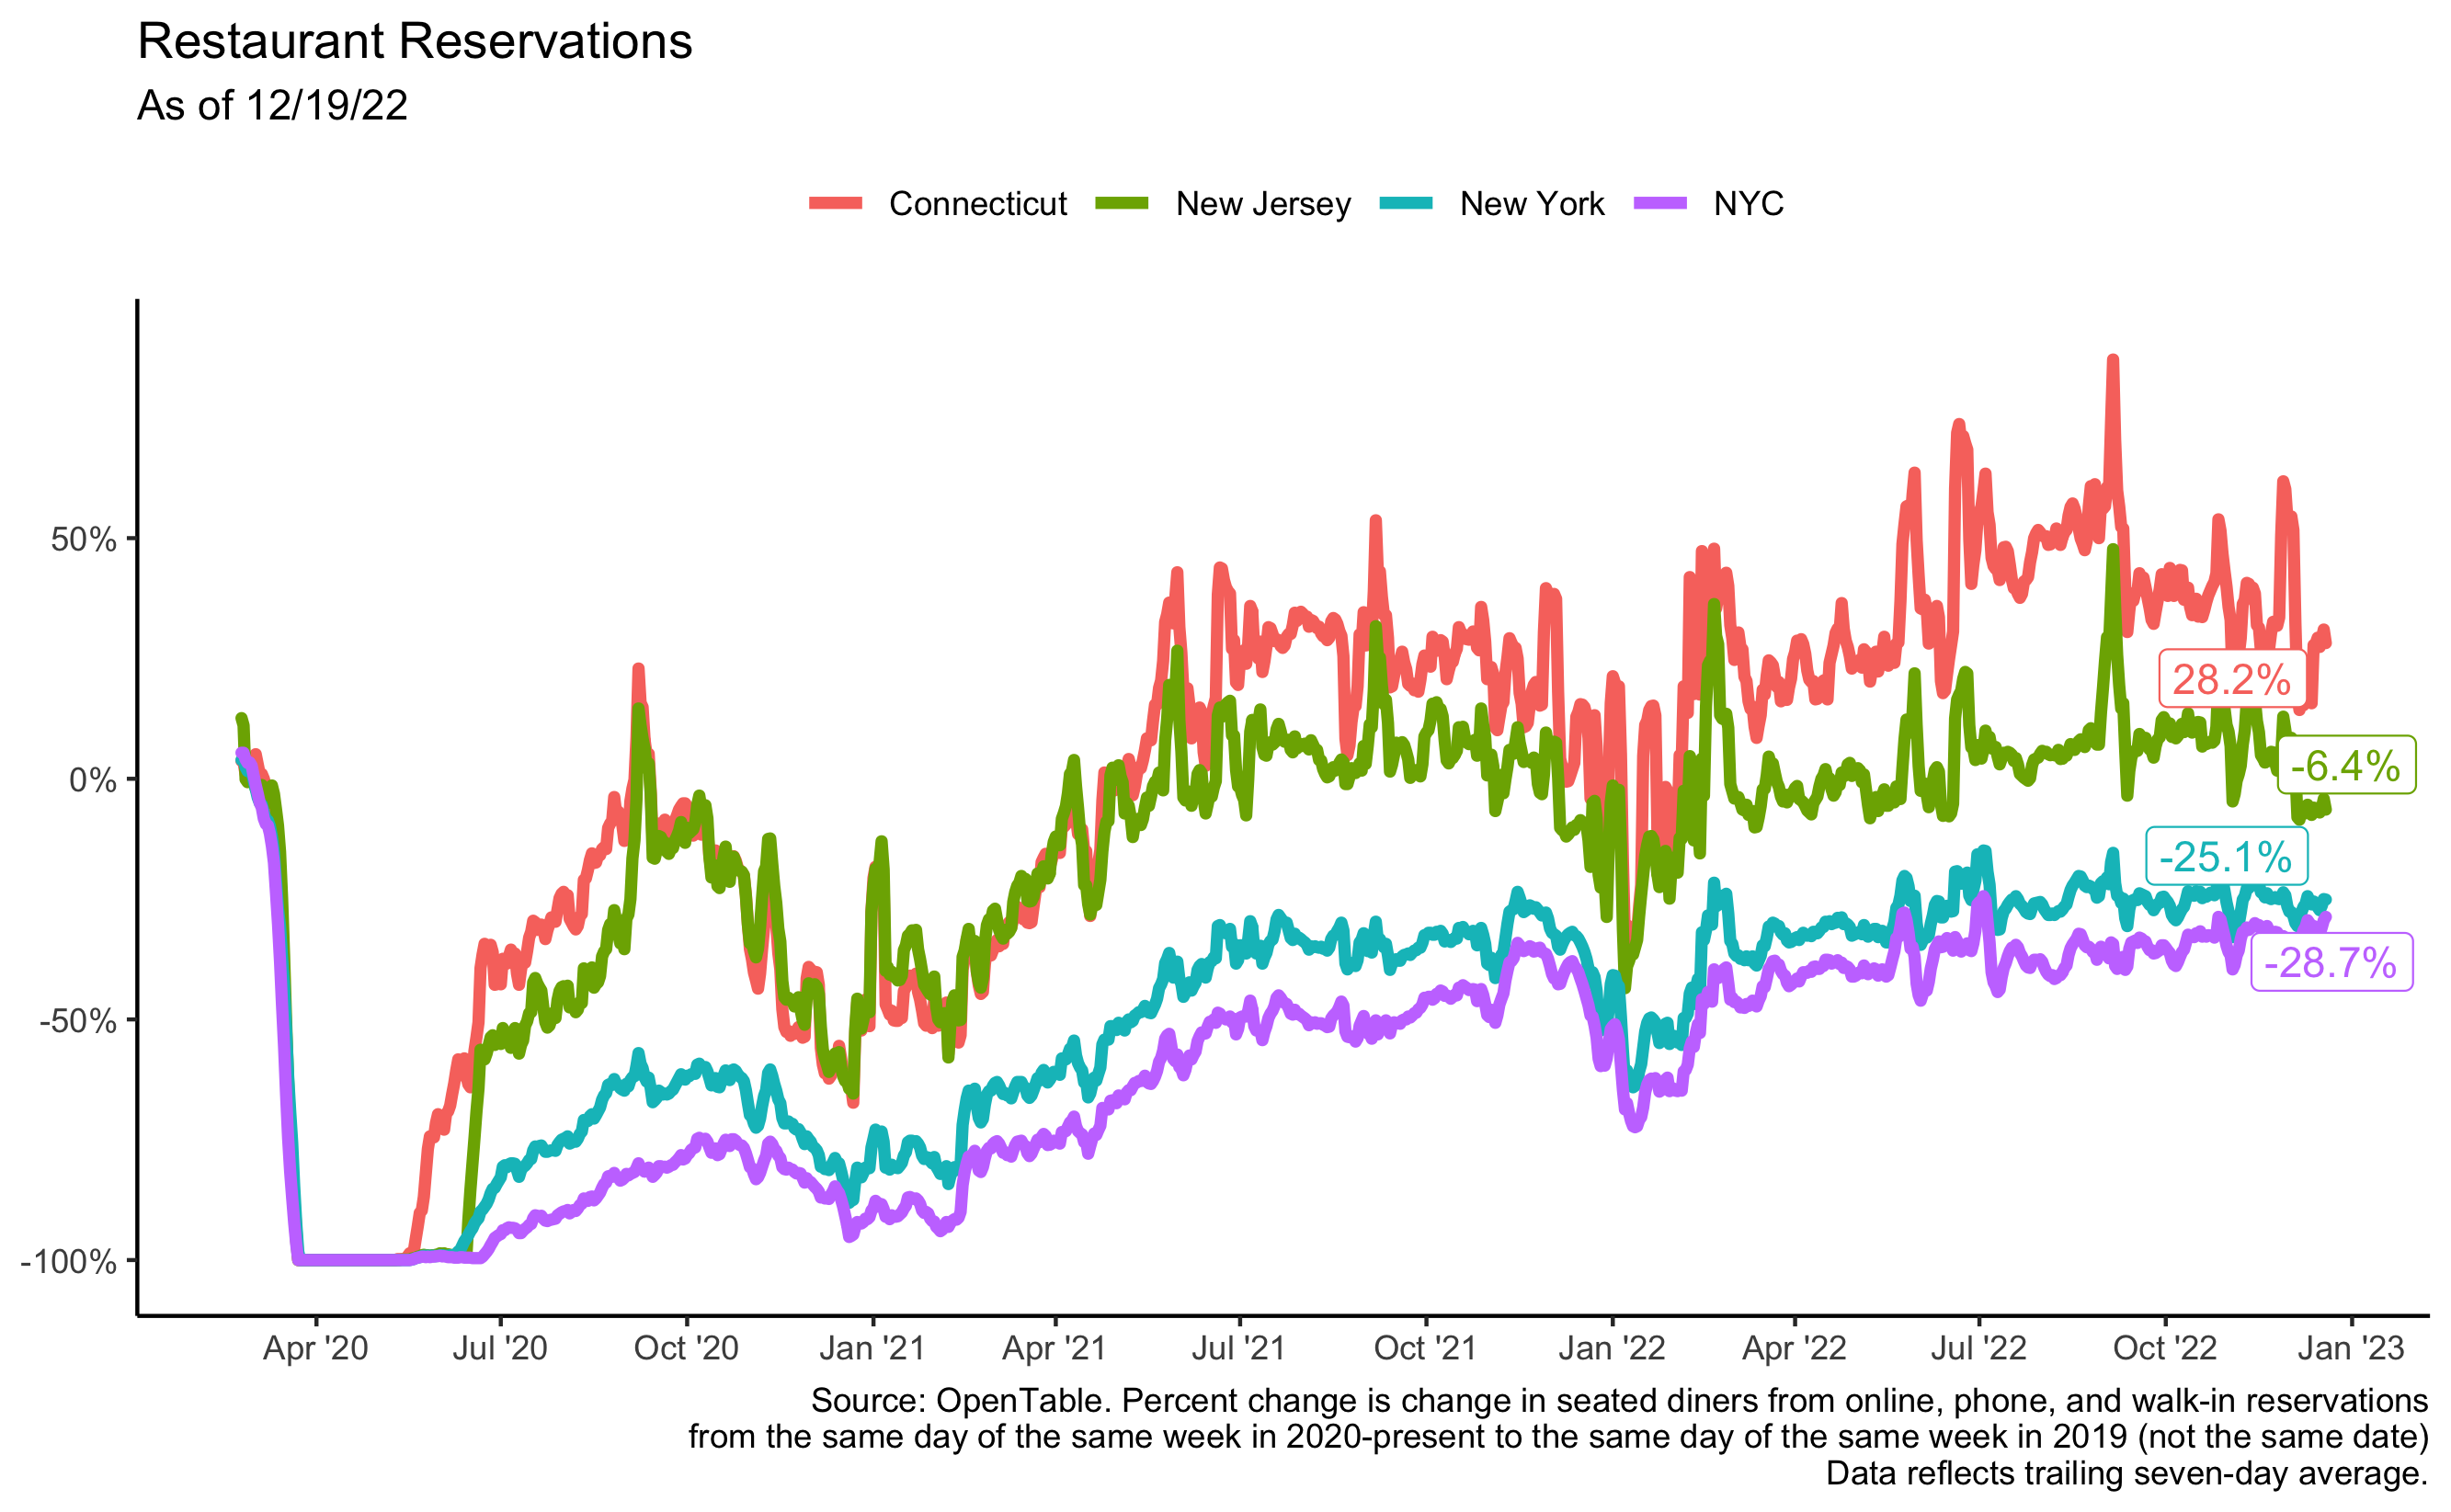 Restaurant Reservations
As of 12/19/22
Connecticut New Jersey New York NYC
50%
0%
-50%
-100%
28.2%
-6.4%
-25.1%
-28.7%
Apr '20 Jul '20 Oct '20 Jan '21 Apr '21 Jul '21 Oct '21 Jan '22 Apr '22 Jul '22 Oct '22 Jan '23
Source: OpenTable. Percent change is change in seated diners from online, phone, and walk-in reservations
from the same day of the same week in 2020-present to the same day of the same week in 2019 (not the same date)
Data reflects trailing seven-day average.